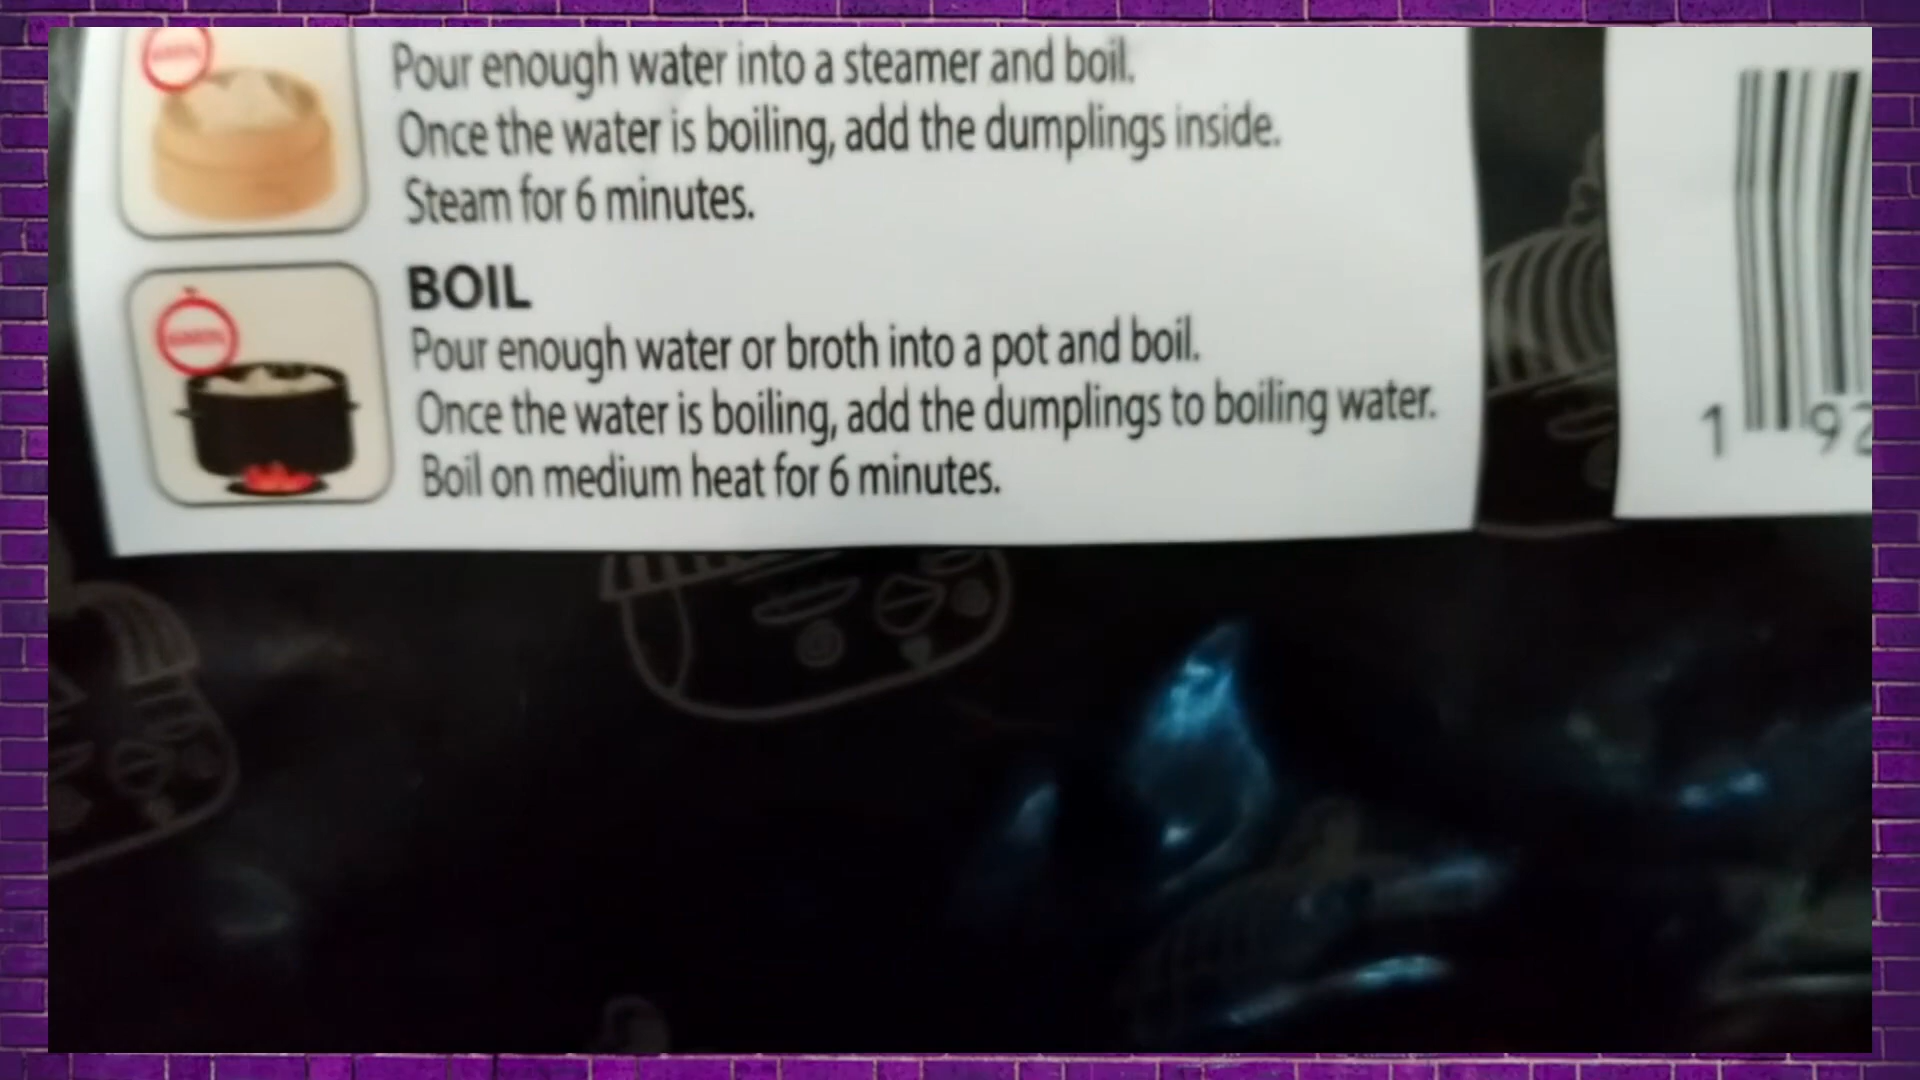 Pour enough water into a steamer and boil.
Once the water is boiling, add the dumplings inside.
Steam for 6 minutes.
BOIL
Pour enough water or broth into a pot and boil.
Once the water is boiling, add the dumplings to boiling water.
Boil on medium heat for 6 minutes.
1 92